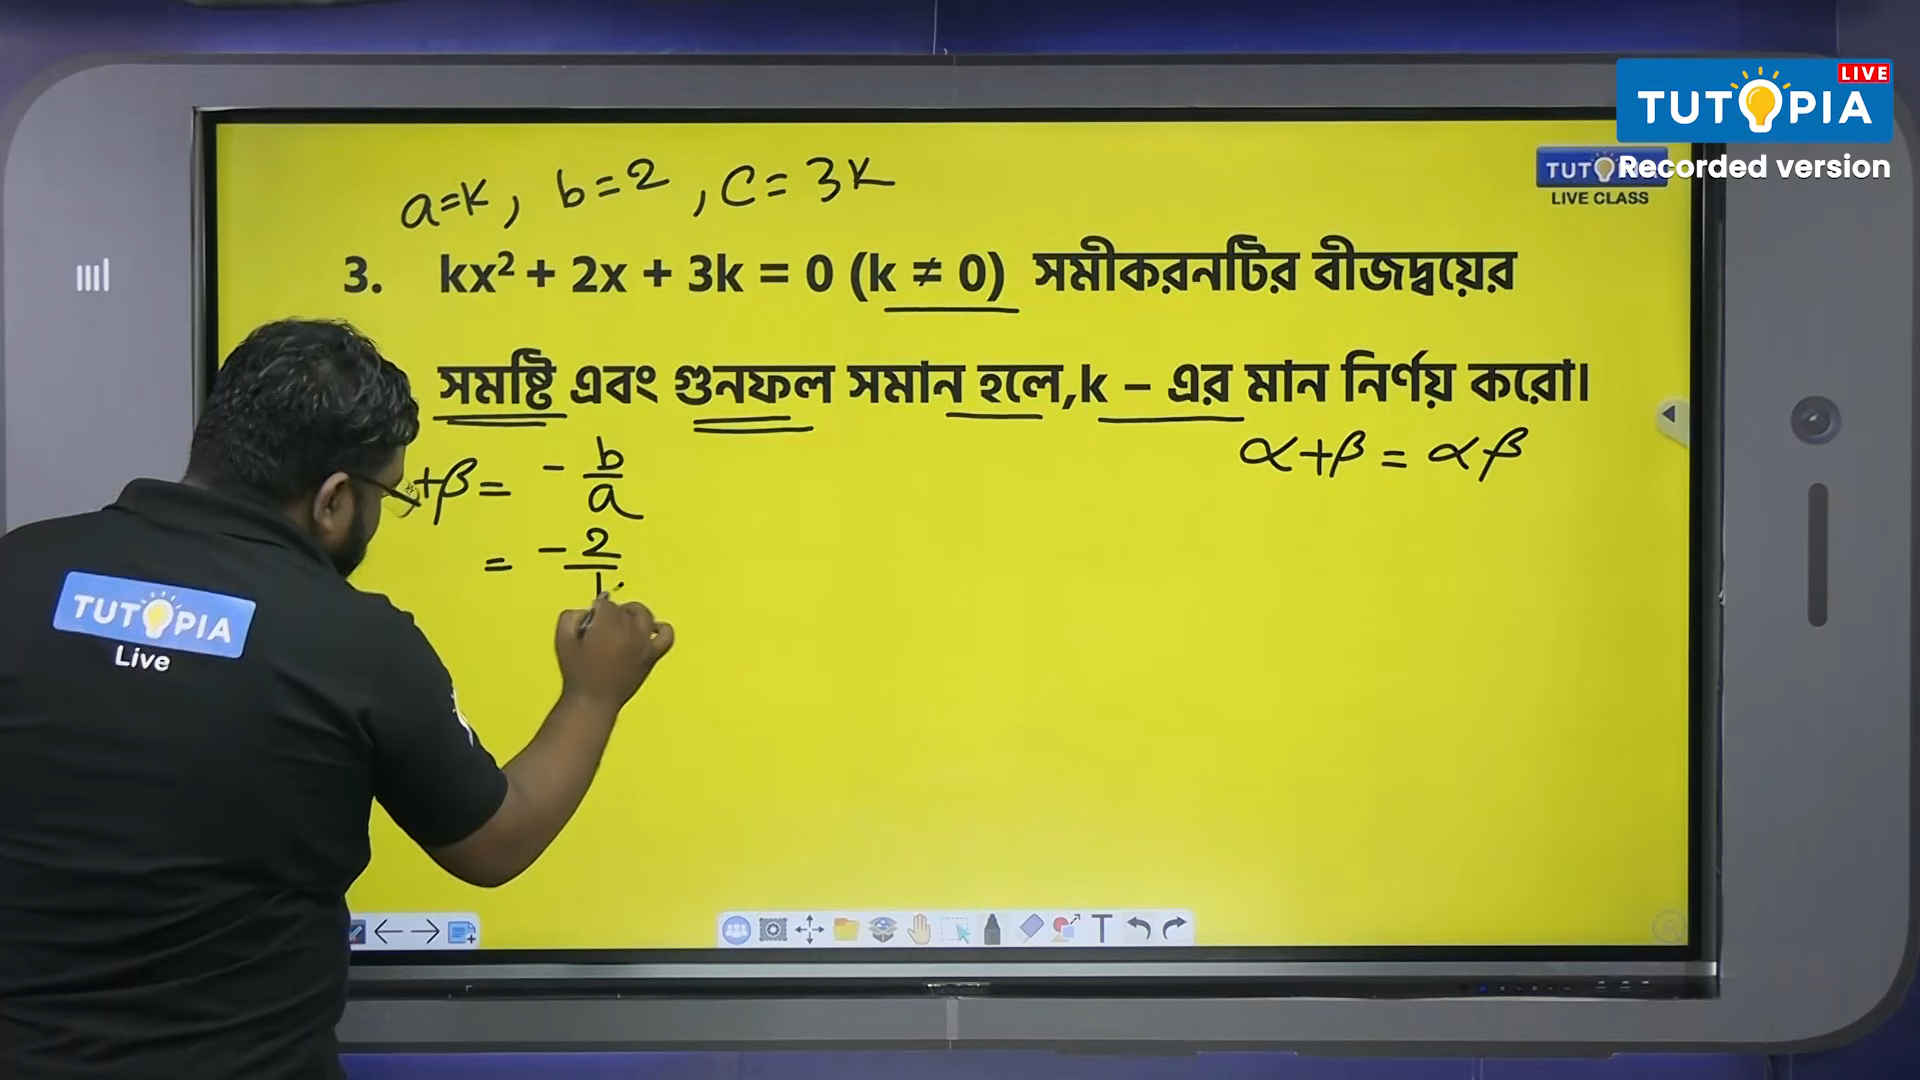 LIVE
TUTOPIA
Recorded version
LIVE CLASS
a=k, b=2, c=3k
3. kx² + 2x + 3k = 0 (k ≠ 0) সমীকরনটির বীজদ্বয়ের
সমষ্টি এবং গুনফল সমান হলে,k – এর মান নির্ণয় করো।
α+β = αβ
+β = - b/a
= - 2/k
TUTOPIA
Live